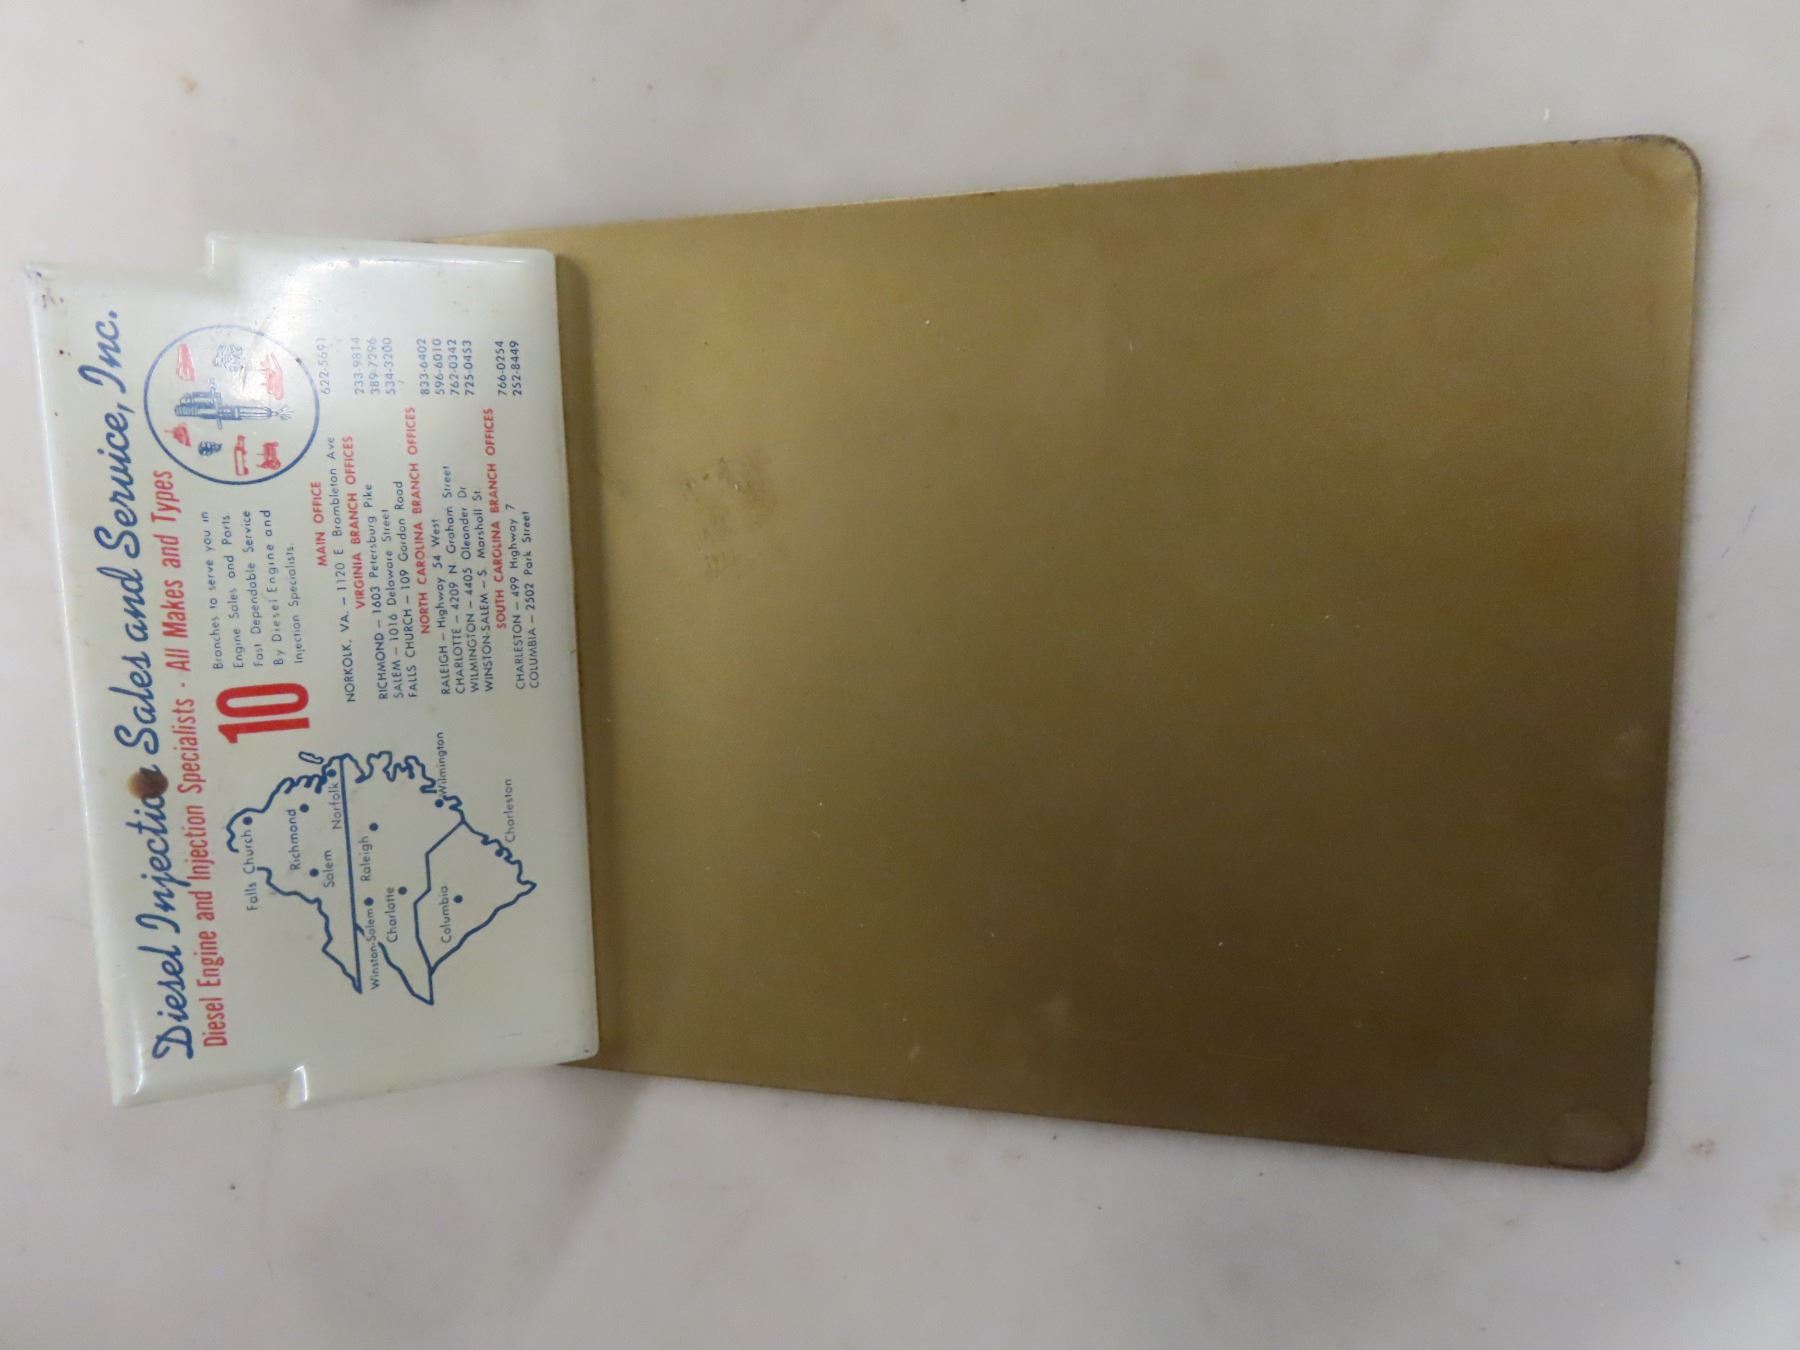 Diesel Injection Sales and Service, Inc.
Diesel Engine and Injection Specialists · All Makes and Types
10
Branches to serve you in
Engine Sales and Parts.
Fast Dependable Service
By Diesel Engine and
Injection Specialists.
Falls Church
Richmond
Salem
Norfolk
Winston-Salem
Raleigh
Charlotte
Wilmington
Columbia
Charleston
MAIN OFFICE
NORKOLK, VA. – 1120 E Brambleton Ave 622-5691
VIRGINIA BRANCH OFFICES
RICHMOND – 1603 Petersburg Pike 233-9814
SALEM – 1016 Delaware Street 389-7296
FALLS CHURCH – 109 Gordon Road 534-3200
NORTH CAROLINA BRANCH OFFICES
RALEIGH – Highway 54 West 833-6402
CHARLOTTE – 4209 N. Graham Street 596-6010
WILMINGTON – 4405 Oleander Dr 762-0342
WINSTON-SALEM – S. Marshall St. 725-0453
SOUTH CAROLINA BRANCH OFFICES
CHARLESTON – 499 Highway 7 766-0254
COLUMBIA – 2502 Park Street 252-8449